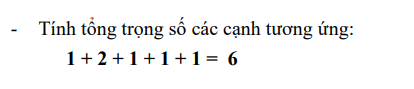 - Tính tổng trọng số các cạnh tương ứng:
1 + 2 + 1 + 1 + 1 = 6